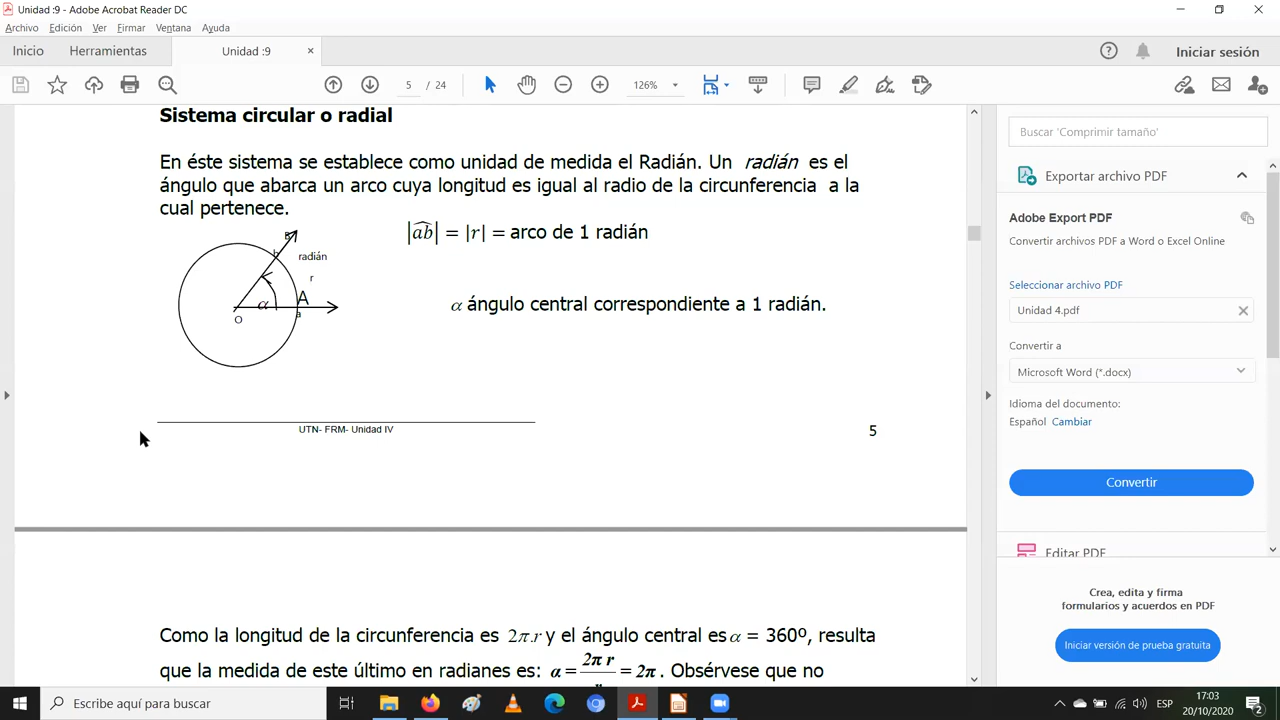 Unidad :9 - Adobe Acrobat Reader DC
Archivo Edición Ver Firmar Ventana Ayuda
Inicio Herramientas Unidad :9 × Iniciar sesión
5 / 24 126%
Sistema circular o radial
En éste sistema se establece como unidad de medida el Radián. Un radián es el
ángulo que abarca un arco cuya longitud es igual al radio de la circunferencia a la
cual pertenece.
|ab| = |r| = arco de 1 radián
B
b
radián
r
α
A
a
O
α ángulo central correspondiente a 1 radián.
UTN- FRM- Unidad IV
5
Como la longitud de la circunferencia es 2π.r y el ángulo central es α = 360º, resulta
que la medida de este último en radianes es: α = 2π r / r = 2π . Obsérvese que no
Buscar 'Comprimir tamaño'
Exportar archivo PDF
Adobe Export PDF
Convertir archivos PDF a Word o Excel Online
Seleccionar archivo PDF
Unidad 4.pdf
Convertir a
Microsoft Word (*.docx)
Idioma del documento:
Español Cambiar
Convertir
Editar PDF
Crea, edita y firma
formularios y acuerdos en PDF
Iniciar versión de prueba gratuita
Escribe aquí para buscar
ESP
17:03
20/10/2020
2